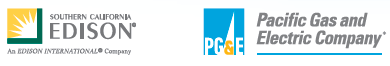 SOUTHERN CALIFORNIA
EDISON®
An EDISON INTERNATIONAL® Company
PG&E
Pacific Gas and
Electric Company®